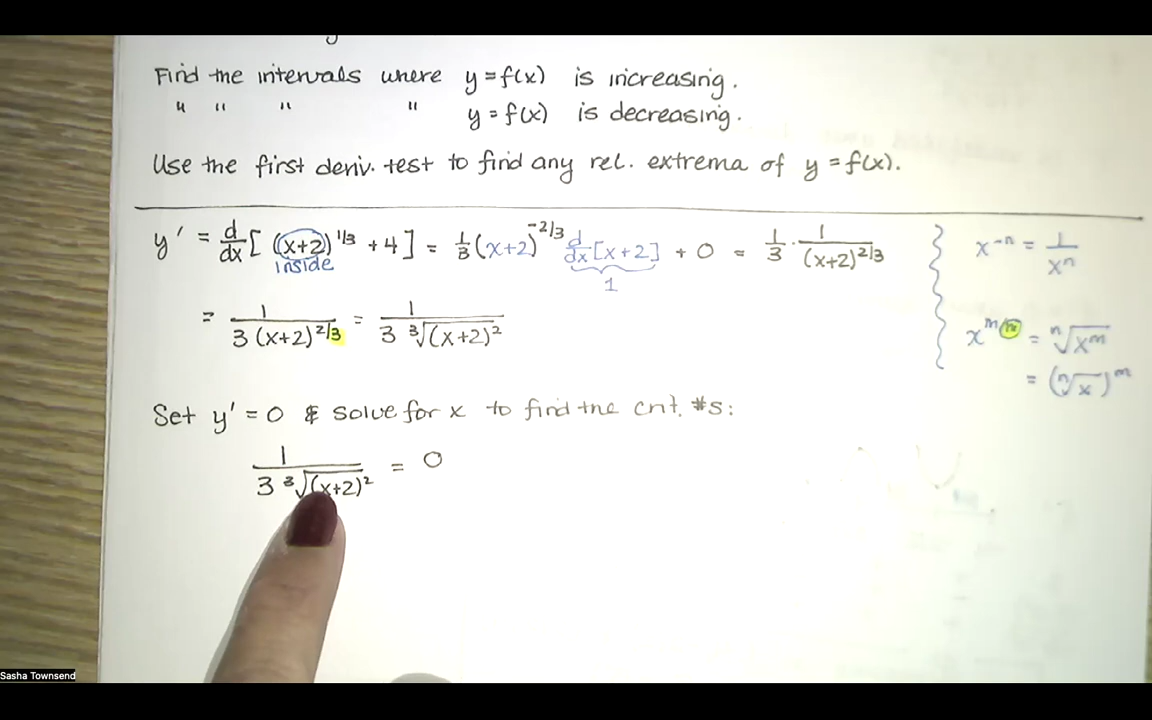 Find the intervals where y = f(x) is increasing.
" " " " y = f(x) is decreasing.
Use the first deriv. test to find any rel. extrema of y = f(x).
y' = d/dx [ ((x+2)^1/3 + 4 ] = 1/3 (x+2)^-2/3 d/dx [x+2] + 0 = 1/3 · 1/(x+2)^2/3
inside
1
x^-n = 1/x^n
= 1/(3 (x+2)^2/3) = 1/(3 ∛(x+2)^2)
x^m/n = ⁿ√x^m
= (ⁿ√x)^m
Set y' = 0 & solve for x to find the crit. #s:
1/(3 ∛(x+2)^2) = 0
Sasha Townsend